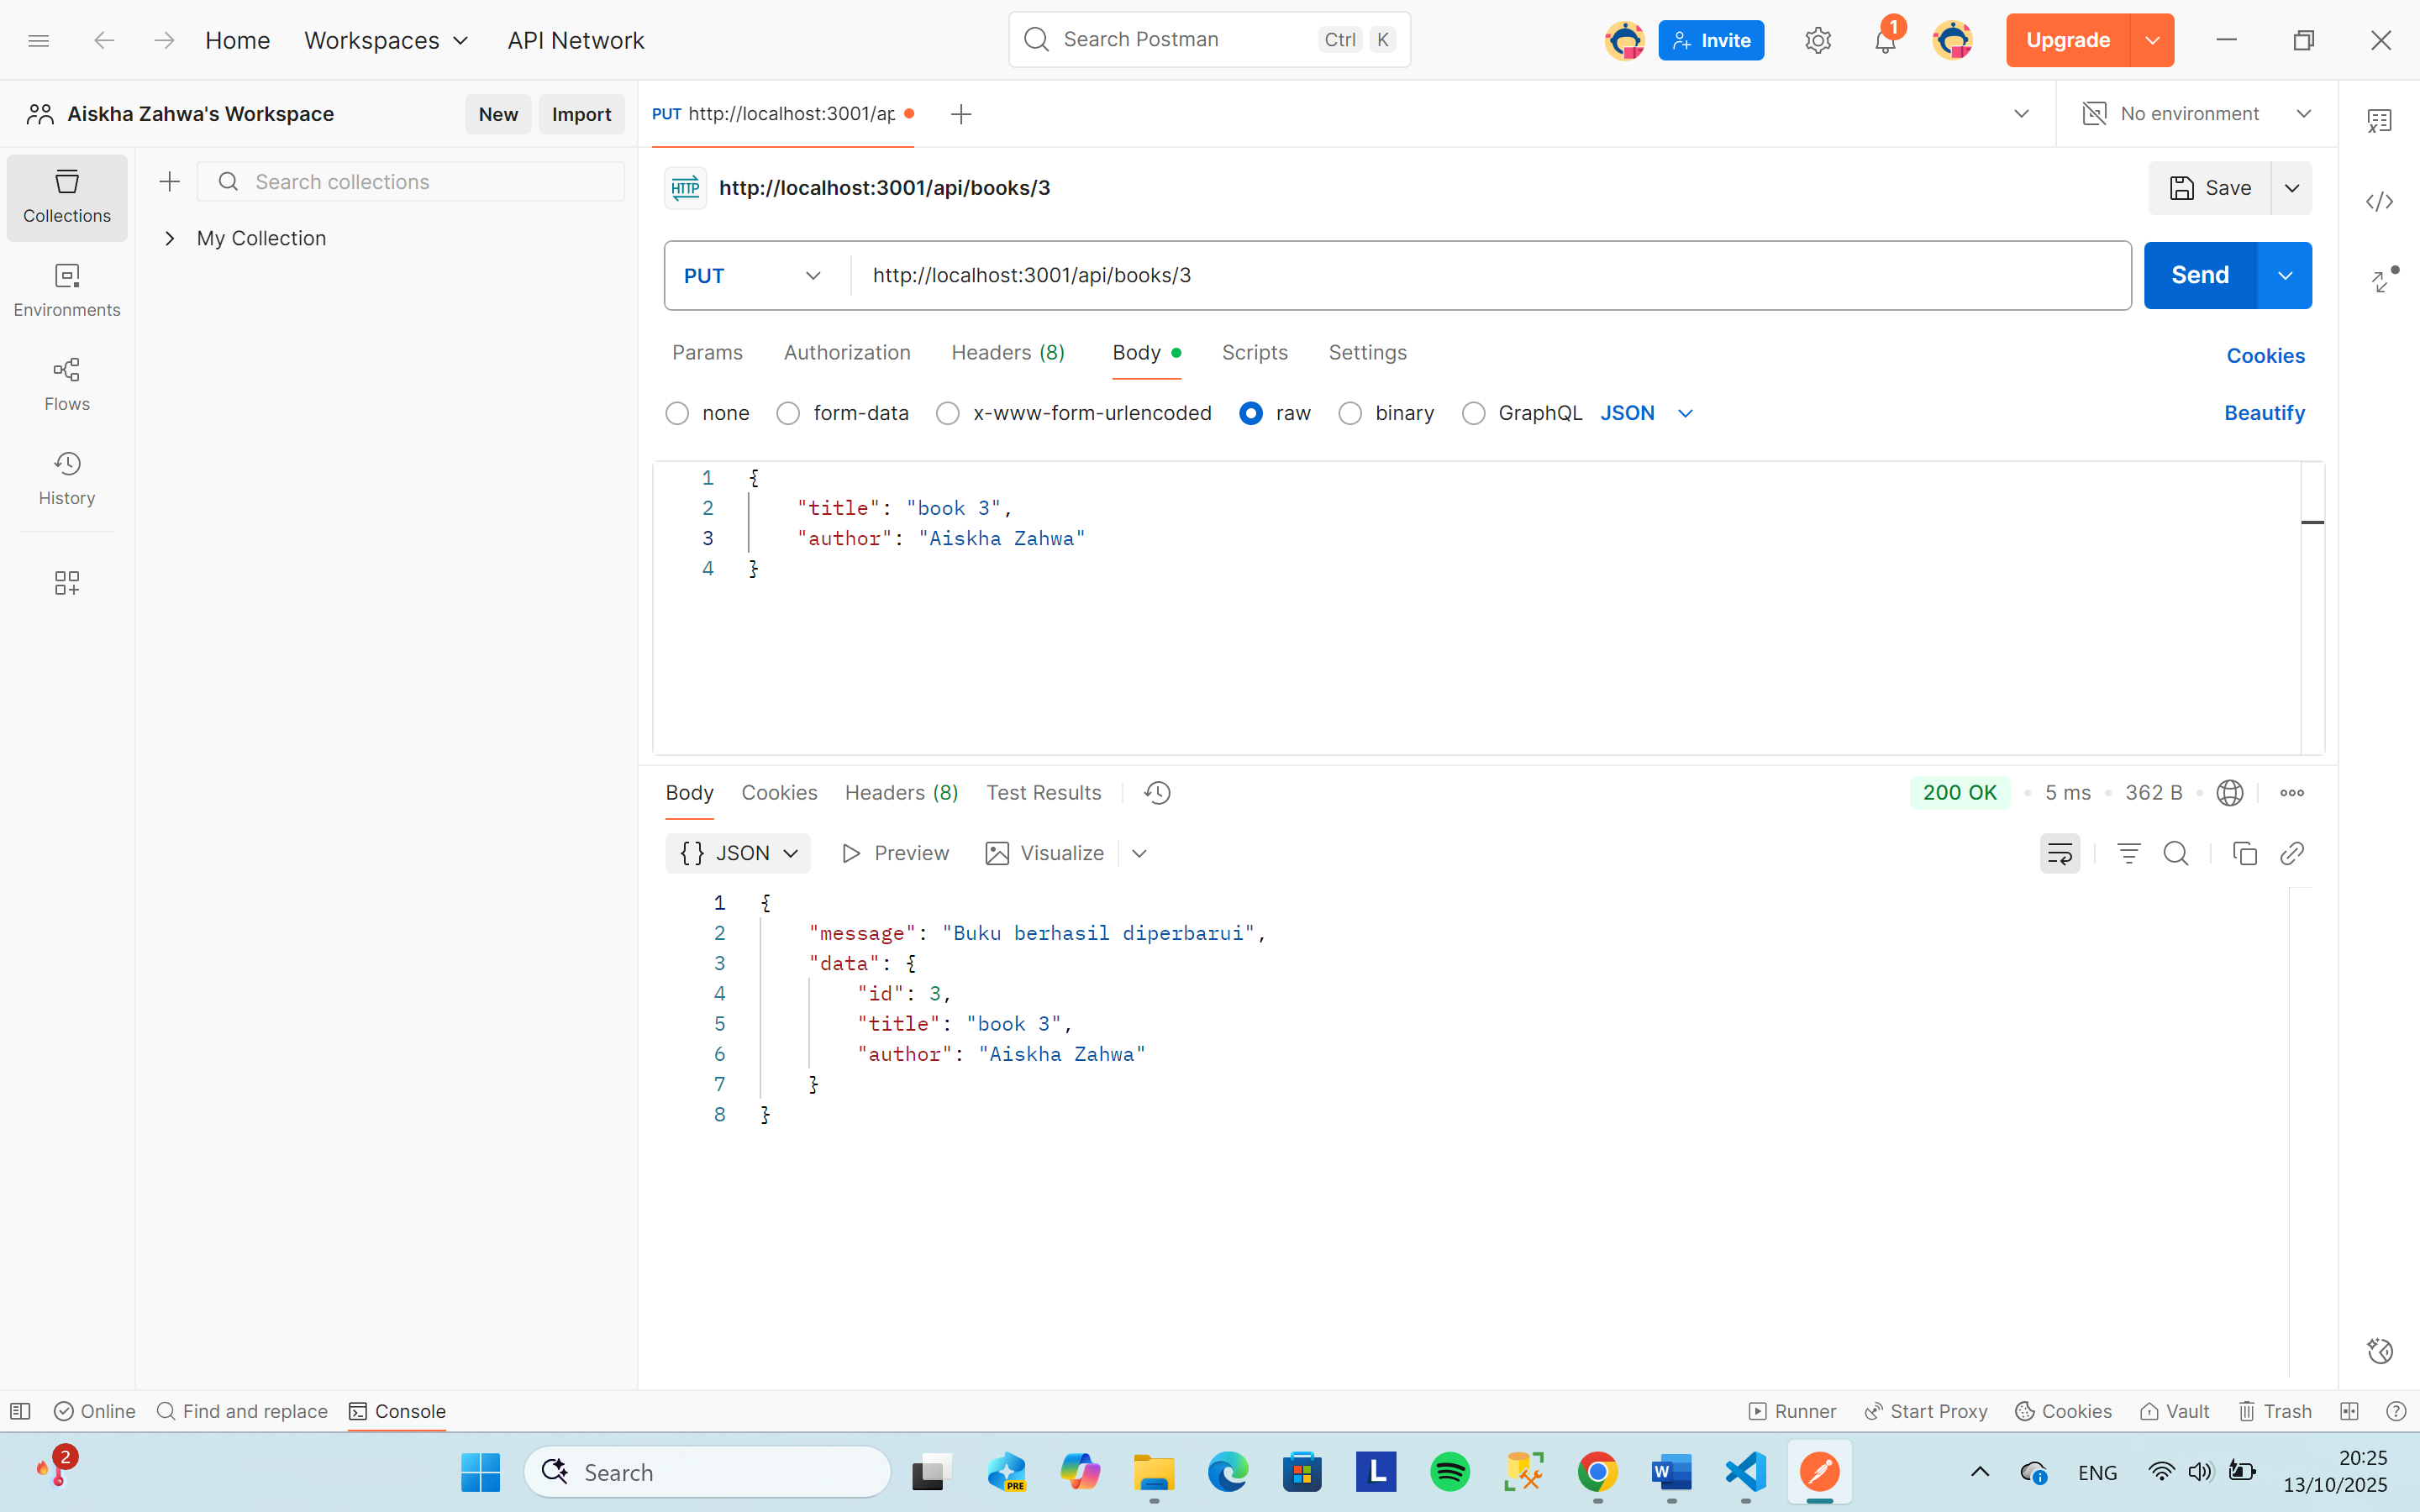 Home Workspaces API Network Search Postman Ctrl K Invite 1 Upgrade
Aiskha Zahwa's Workspace New Import PUT http://localhost:3001/ap No environment
Collections
Search collections
My Collection
Environments
Flows
History
HTTP http://localhost:3001/api/books/3 Save
PUT http://localhost:3001/api/books/3 Send
Params Authorization Headers (8) Body Scripts Settings Cookies
none form-data x-www-form-urlencoded raw binary GraphQL JSON Beautify
1 {
2 "title": "book 3",
3 "author": "Aiskha Zahwa"
4 }
Body Cookies Headers (8) Test Results 200 OK 5 ms 362 B
{} JSON Preview Visualize
1 {
2 "message": "Buku berhasil diperbarui",
3 "data": {
4 "id": 3,
5 "title": "book 3",
6 "author": "Aiskha Zahwa"
7 }
8 }
Online Find and replace Console Runner Start Proxy Cookies Vault Trash
2 Search PRE L W ENG 20:25
13/10/2025